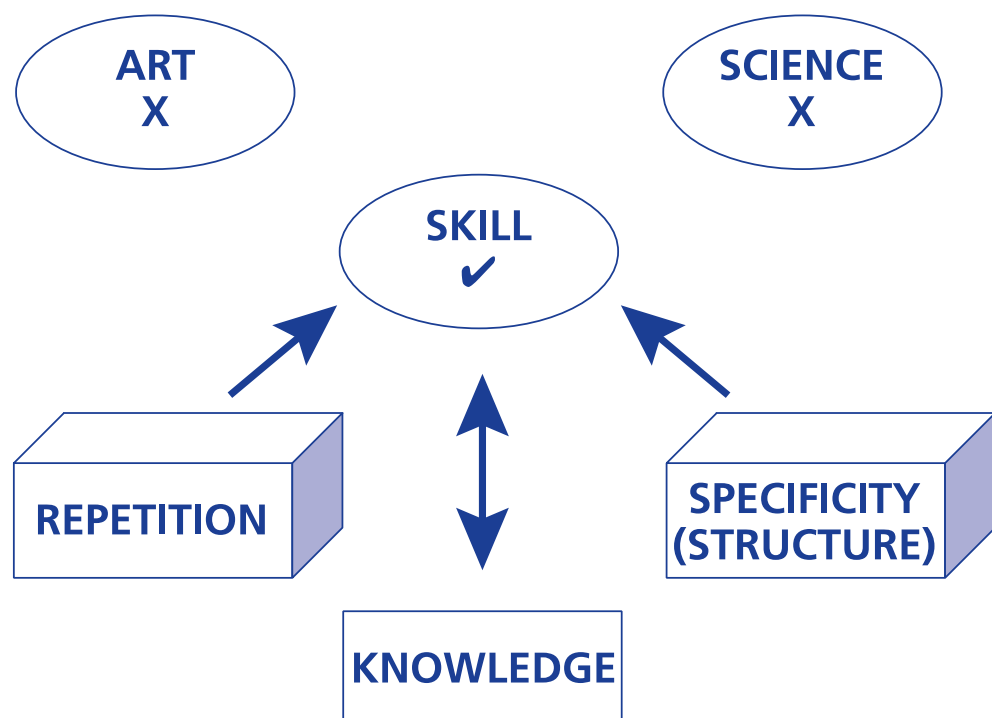 ART
X
SCIENCE
X
SKILL
✔
REPETITION
SPECIFICITY
(STRUCTURE)
KNOWLEDGE